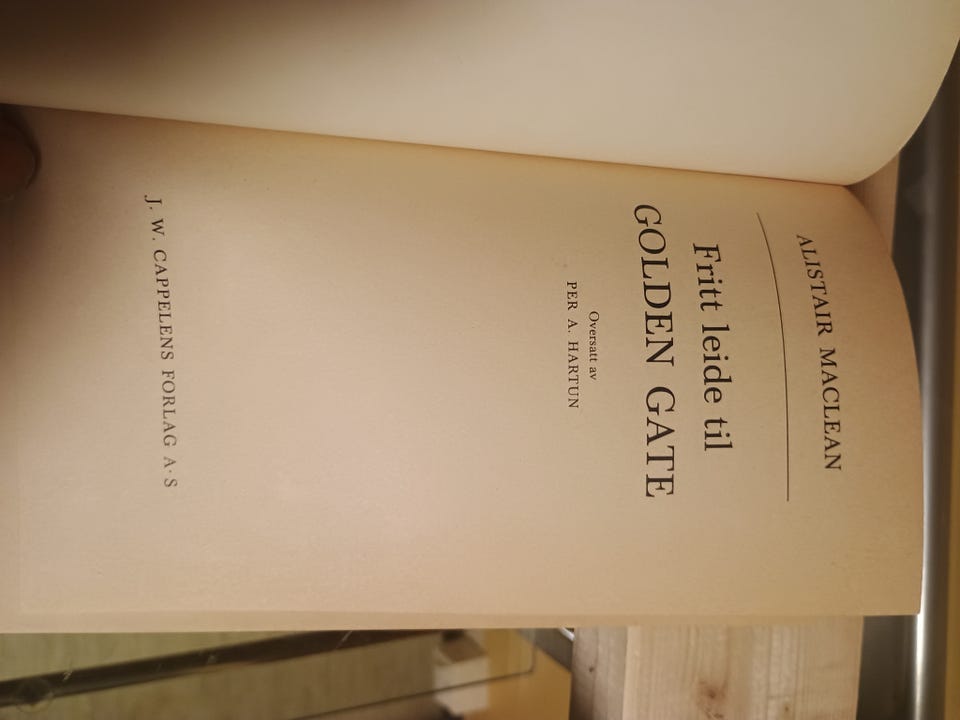 ALISTAIR MACLEAN
Fritt leide til
GOLDEN GATE
Oversatt av
PER A. HARTUN
J. W. CAPPELENS FORLAG A·S